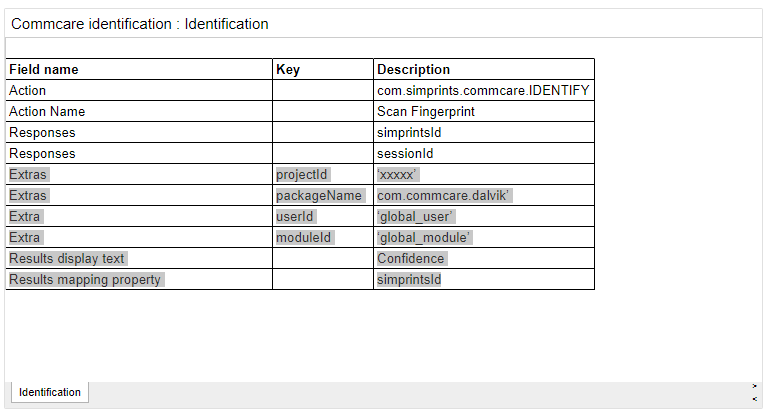 Commcare identification : Identification
Field name Key Description
Action com.simprints.commcare.IDENTIFY
Action Name Scan Fingerprint
Responses simprintsId
Responses sessionId
Extras projectId ‘xxxxx’
Extras packageName com.commcare.dalvik’
Extra userId ‘global_user’
Extra moduleId ‘global_module’
Results display text Confidence
Results mapping property simprintsId
Identification